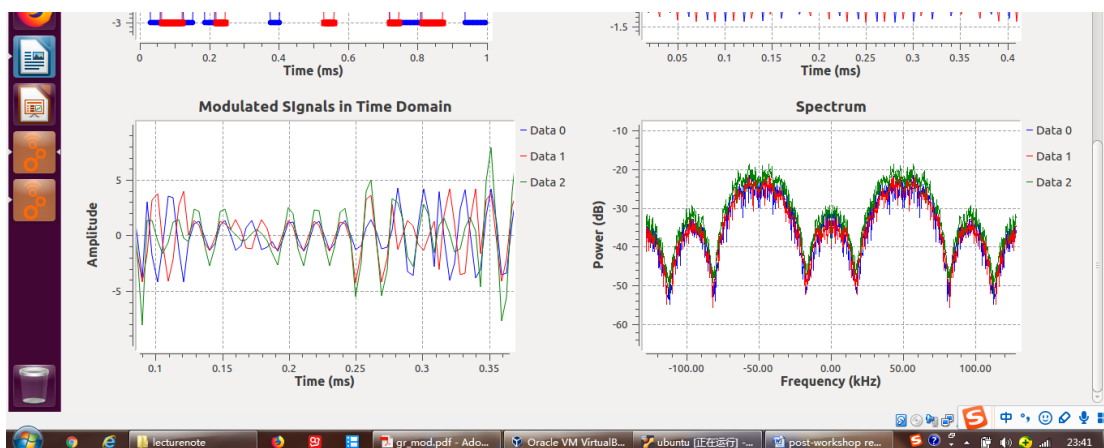 -3
0 0.2 0.4 0.6 0.8 1
Time (ms)
-1.5
0.05 0.1 0.15 0.2 0.25 0.3 0.35 0.4
Time (ms)
Modulated SIgnals in Time Domain
Data 0
Data 1
Data 2
Amplitude
5
0
-5
0.1 0.15 0.2 0.25 0.3 0.35
Time (ms)
Spectrum
Data 0
Data 1
Data 2
Power (dB)
-10
-20
-30
-40
-50
-60
-100.00 -50.00 0.00 50.00 100.00
Frequency (kHz)
中
lecturenote
gr_mod.pdf - Ado...
Oracle VM VirtualB...
ubuntu [正在运行] -...
post-workshop re...
23:41